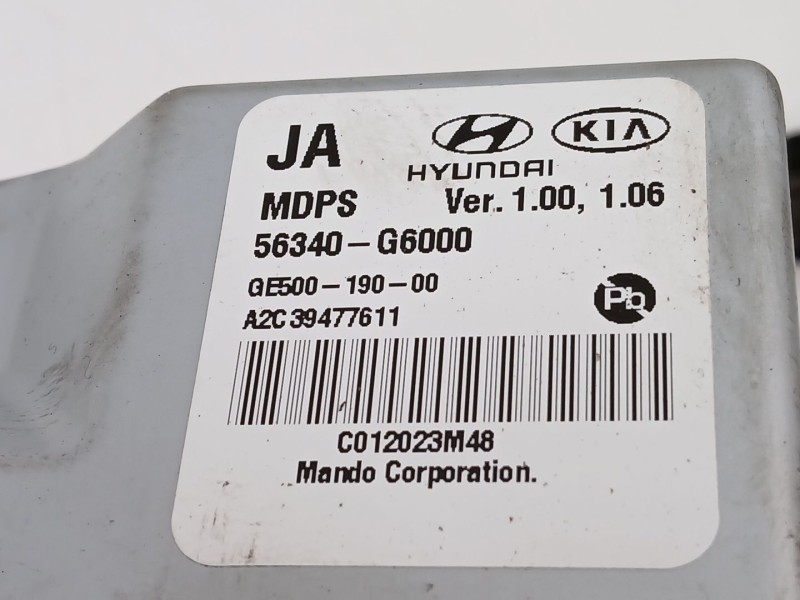 JA
HYUNDAI
KIA
MDPS Ver. 1.00, 1.06
56340-G6000
GE500-190-00
A2C39477611
Pb
C012023M48
Mando Corporation.